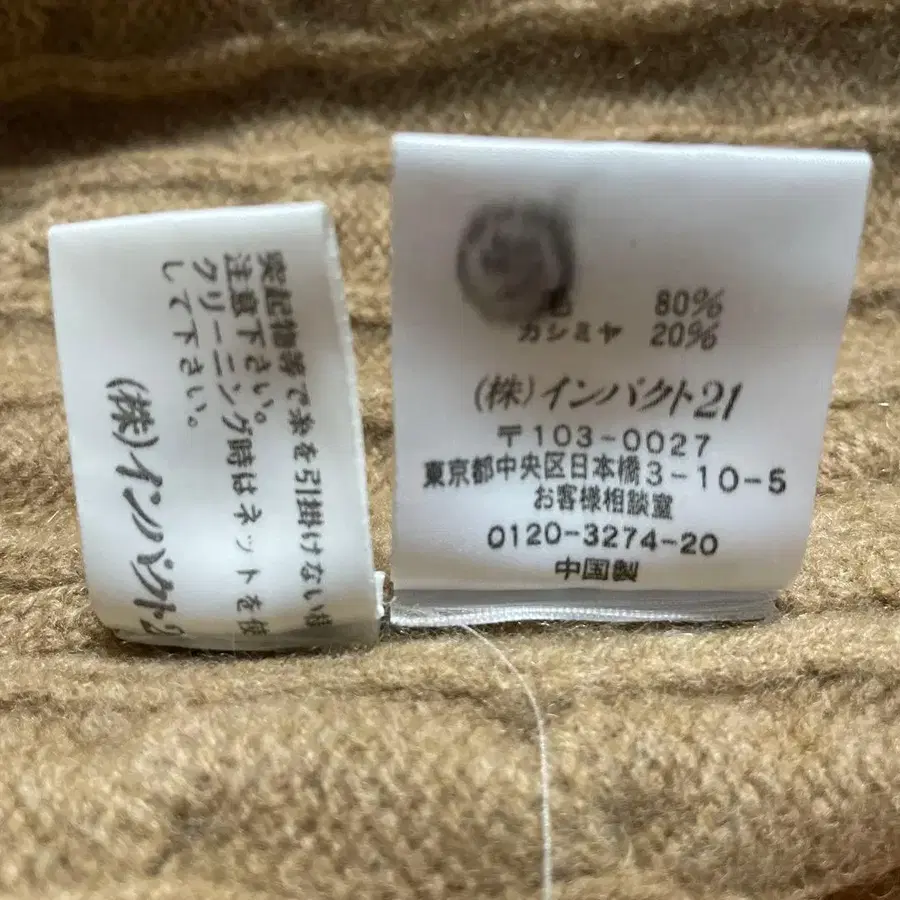 突起物等で糸を引掛けない様
注意下さい。
クリーニング時はネットを使
して下さい。
(株)インパクト2
80%
カシミヤ 20%
(株)インパクト21
〒103-0027
東京都中央区日本橋3-10-5
お客様相談室
0120-3274-20
中国製